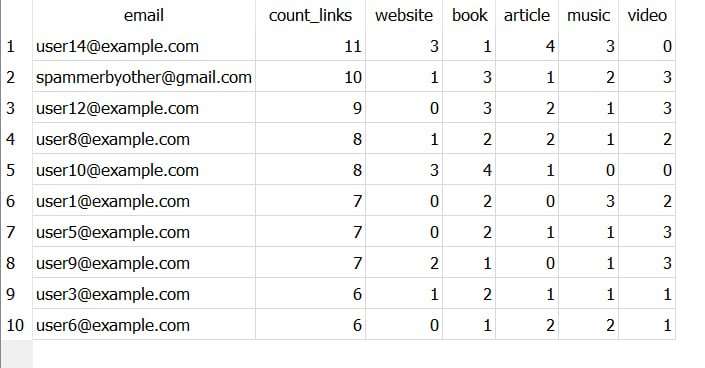 email count_links website book article music video
1 user14@example.com 11 3 1 4 3 0
2 spammerbyother@gmail.com 10 1 3 1 2 3
3 user12@example.com 9 0 3 2 1 3
4 user8@example.com 8 1 2 2 1 2
5 user10@example.com 8 3 4 1 0 0
6 user1@example.com 7 0 2 0 3 2
7 user5@example.com 7 0 2 1 1 3
8 user9@example.com 7 2 1 0 1 3
9 user3@example.com 6 1 2 1 1 1
10 user6@example.com 6 0 1 2 2 1